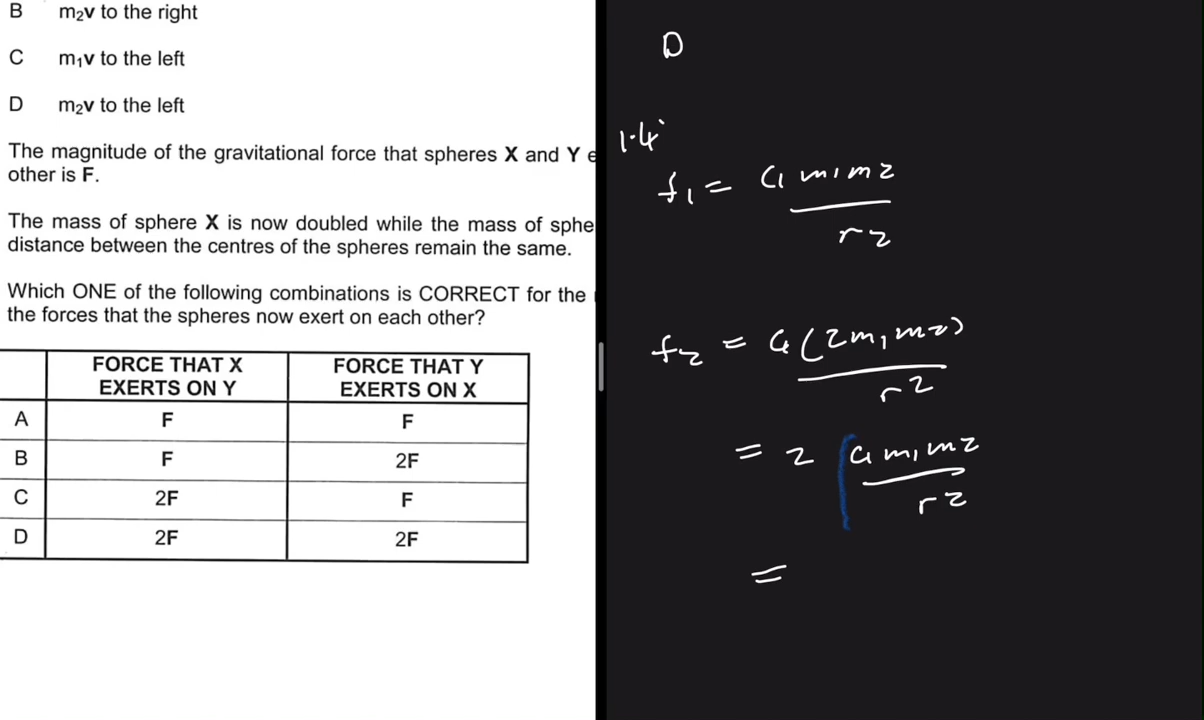 B m₂v to the right
C m₁v to the left
D m₂v to the left
The magnitude of the gravitational force that spheres X and Y e
other is F.
The mass of sphere X is now doubled while the mass of sphe
distance between the centres of the spheres remain the same.
Which ONE of the following combinations is CORRECT for the
the forces that the spheres now exert on each other?
FORCE THAT X EXERTS ON Y FORCE THAT Y EXERTS ON X
A F F
B F 2F
C 2F F
D 2F 2F
D
1.4
f₁ = G m₁m₂
r²
f₂ = G(2m₁m₂)
r²
= 2 (G m₁m₂
r²
=